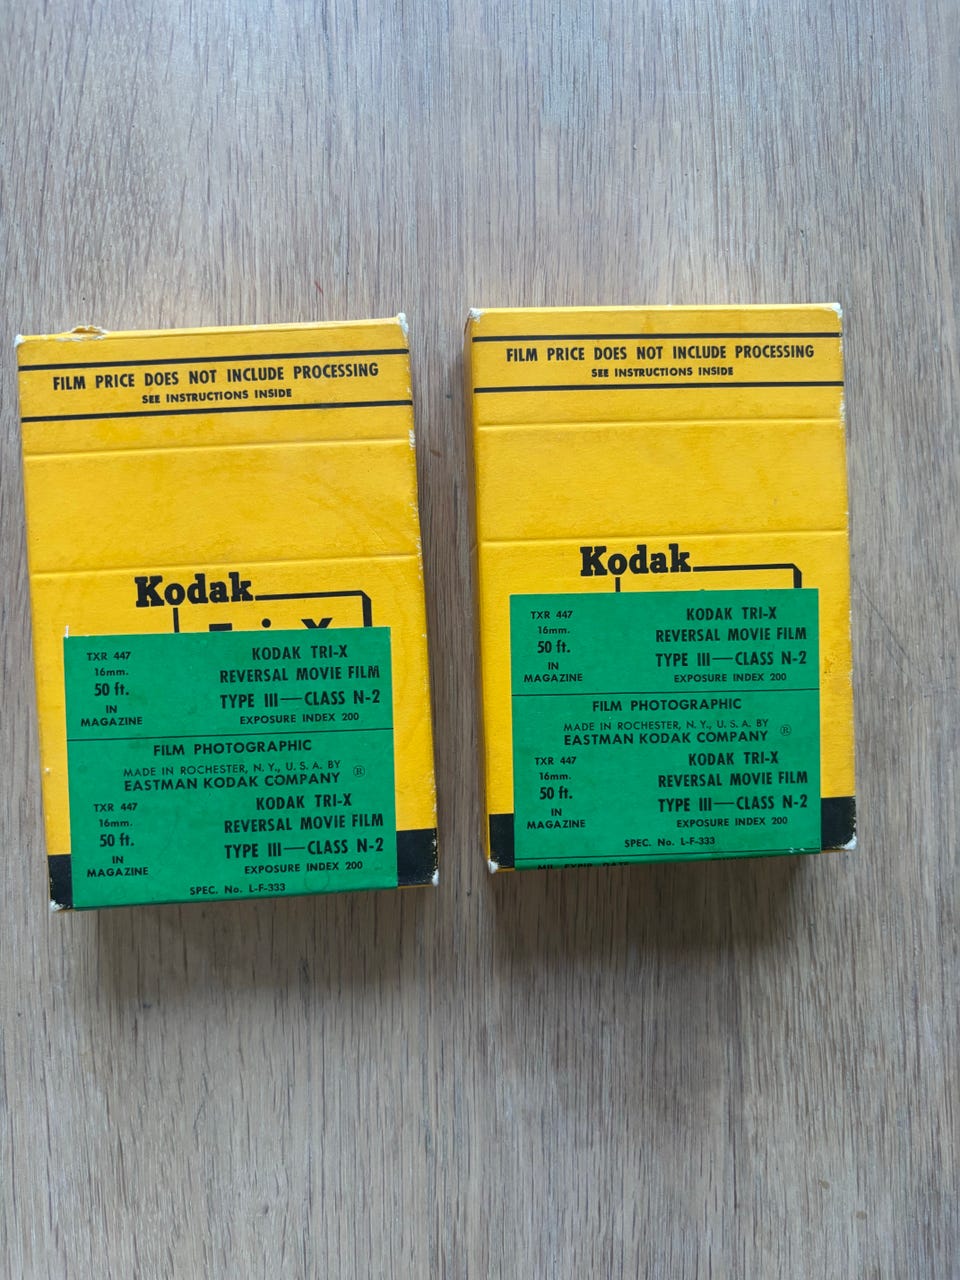 FILM PRICE DOES NOT INCLUDE PROCESSING
SEE INSTRUCTIONS INSIDE
Kodak
Tri-X
TXR 447
16mm.
50 ft.
IN
MAGAZINE
KODAK TRI-X
REVERSAL MOVIE FILM
TYPE III—CLASS N-2
EXPOSURE INDEX 200
FILM PHOTOGRAPHIC
MADE IN ROCHESTER, N. Y., U. S. A. BY
EASTMAN KODAK COMPANY ®
TXR 447
16mm.
50 ft.
IN
MAGAZINE
KODAK TRI-X
REVERSAL MOVIE FILM
TYPE III—CLASS N-2
EXPOSURE INDEX 200
SPEC. No. L-F-333
FILM PRICE DOES NOT INCLUDE PROCESSING
SEE INSTRUCTIONS INSIDE
Kodak
TXR 447
16mm.
50 ft.
IN
MAGAZINE
KODAK TRI-X
REVERSAL MOVIE FILM
TYPE III—CLASS N-2
EXPOSURE INDEX 200
FILM PHOTOGRAPHIC
MADE IN ROCHESTER, N. Y., U. S. A. BY
EASTMAN KODAK COMPANY ®
TXR 447
16mm.
50 ft.
IN
MAGAZINE
KODAK TRI-X
REVERSAL MOVIE FILM
TYPE III—CLASS N-2
EXPOSURE INDEX 200
SPEC. No. L-F-333
MIL EXPIR DATE